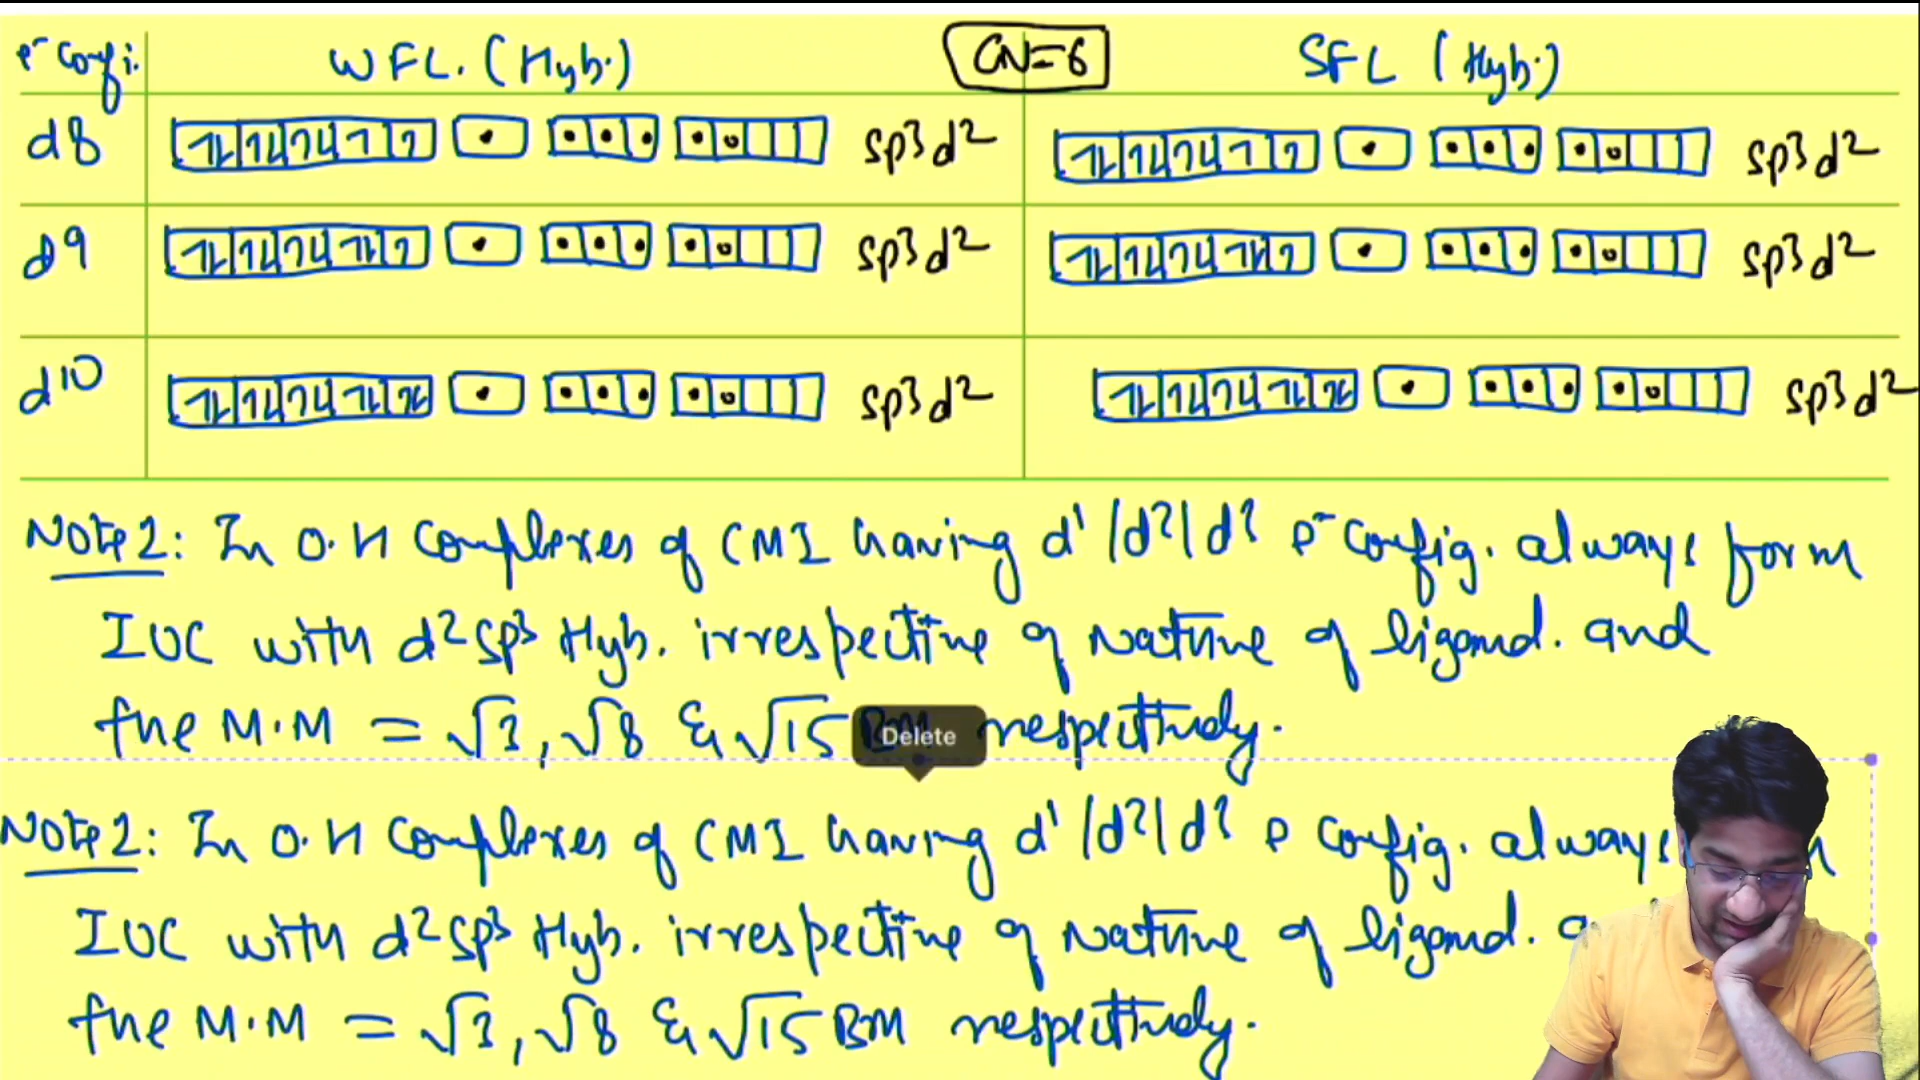 e⁻ Config. WFL. (Hyb.) CN=6 SFL (Hyb.)
d8 sp3d2 sp3d2
d9 sp3d2 sp3d2
d10 sp3d2 sp3d2
Note 2: In O.H complexes of CMI having d1/d2/d3 e⁻ config. always form
IOC with d2sp3 Hyb. irrespective of nature of ligand. and
the M.M = √3, √8 & √15 BM respectively.
Delete
Note 2: In O.H complexes of CMI having d1/d2/d3 e config. always
IOC with d2sp3 Hyb. irrespective of nature of ligand.
the M.M = √3, √8 & √15 BM respectively.